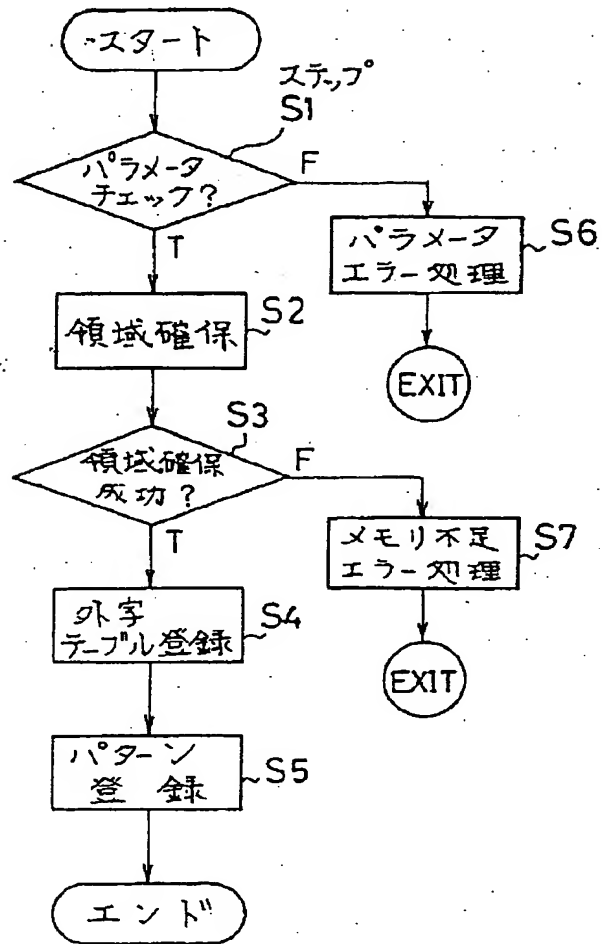 スタート
ステップ
S1
パラメータ
チェック?
F
T
パラメータ
エラー処理
S6
領域確保
S2
EXIT
S3
領域確保
成功?
F
T
メモリ不足
エラー処理
S7
外字
テーブル登録
S4
EXIT
パターン
登録
S5
エンド